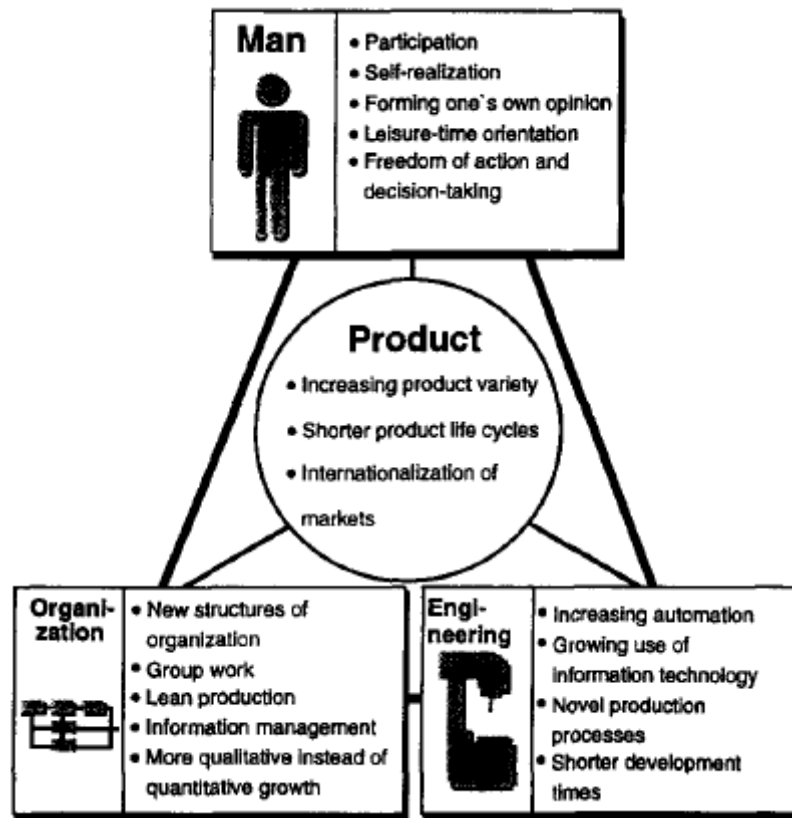 Man
• Participation
• Self-realization
• Forming one`s own opinion
• Leisure-time orientation
• Freedom of action and
decision-taking
Product
• Increasing product variety
• Shorter product life cycles
• Internationalization of
markets
Organi-
zation
• New structures of
organization
• Group work
• Lean production
• Information management
• More qualitative instead of
quantitative growth
Engi-
neering
• Increasing automation
• Growing use of
information technology
• Novel production
processes
• Shorter development
times